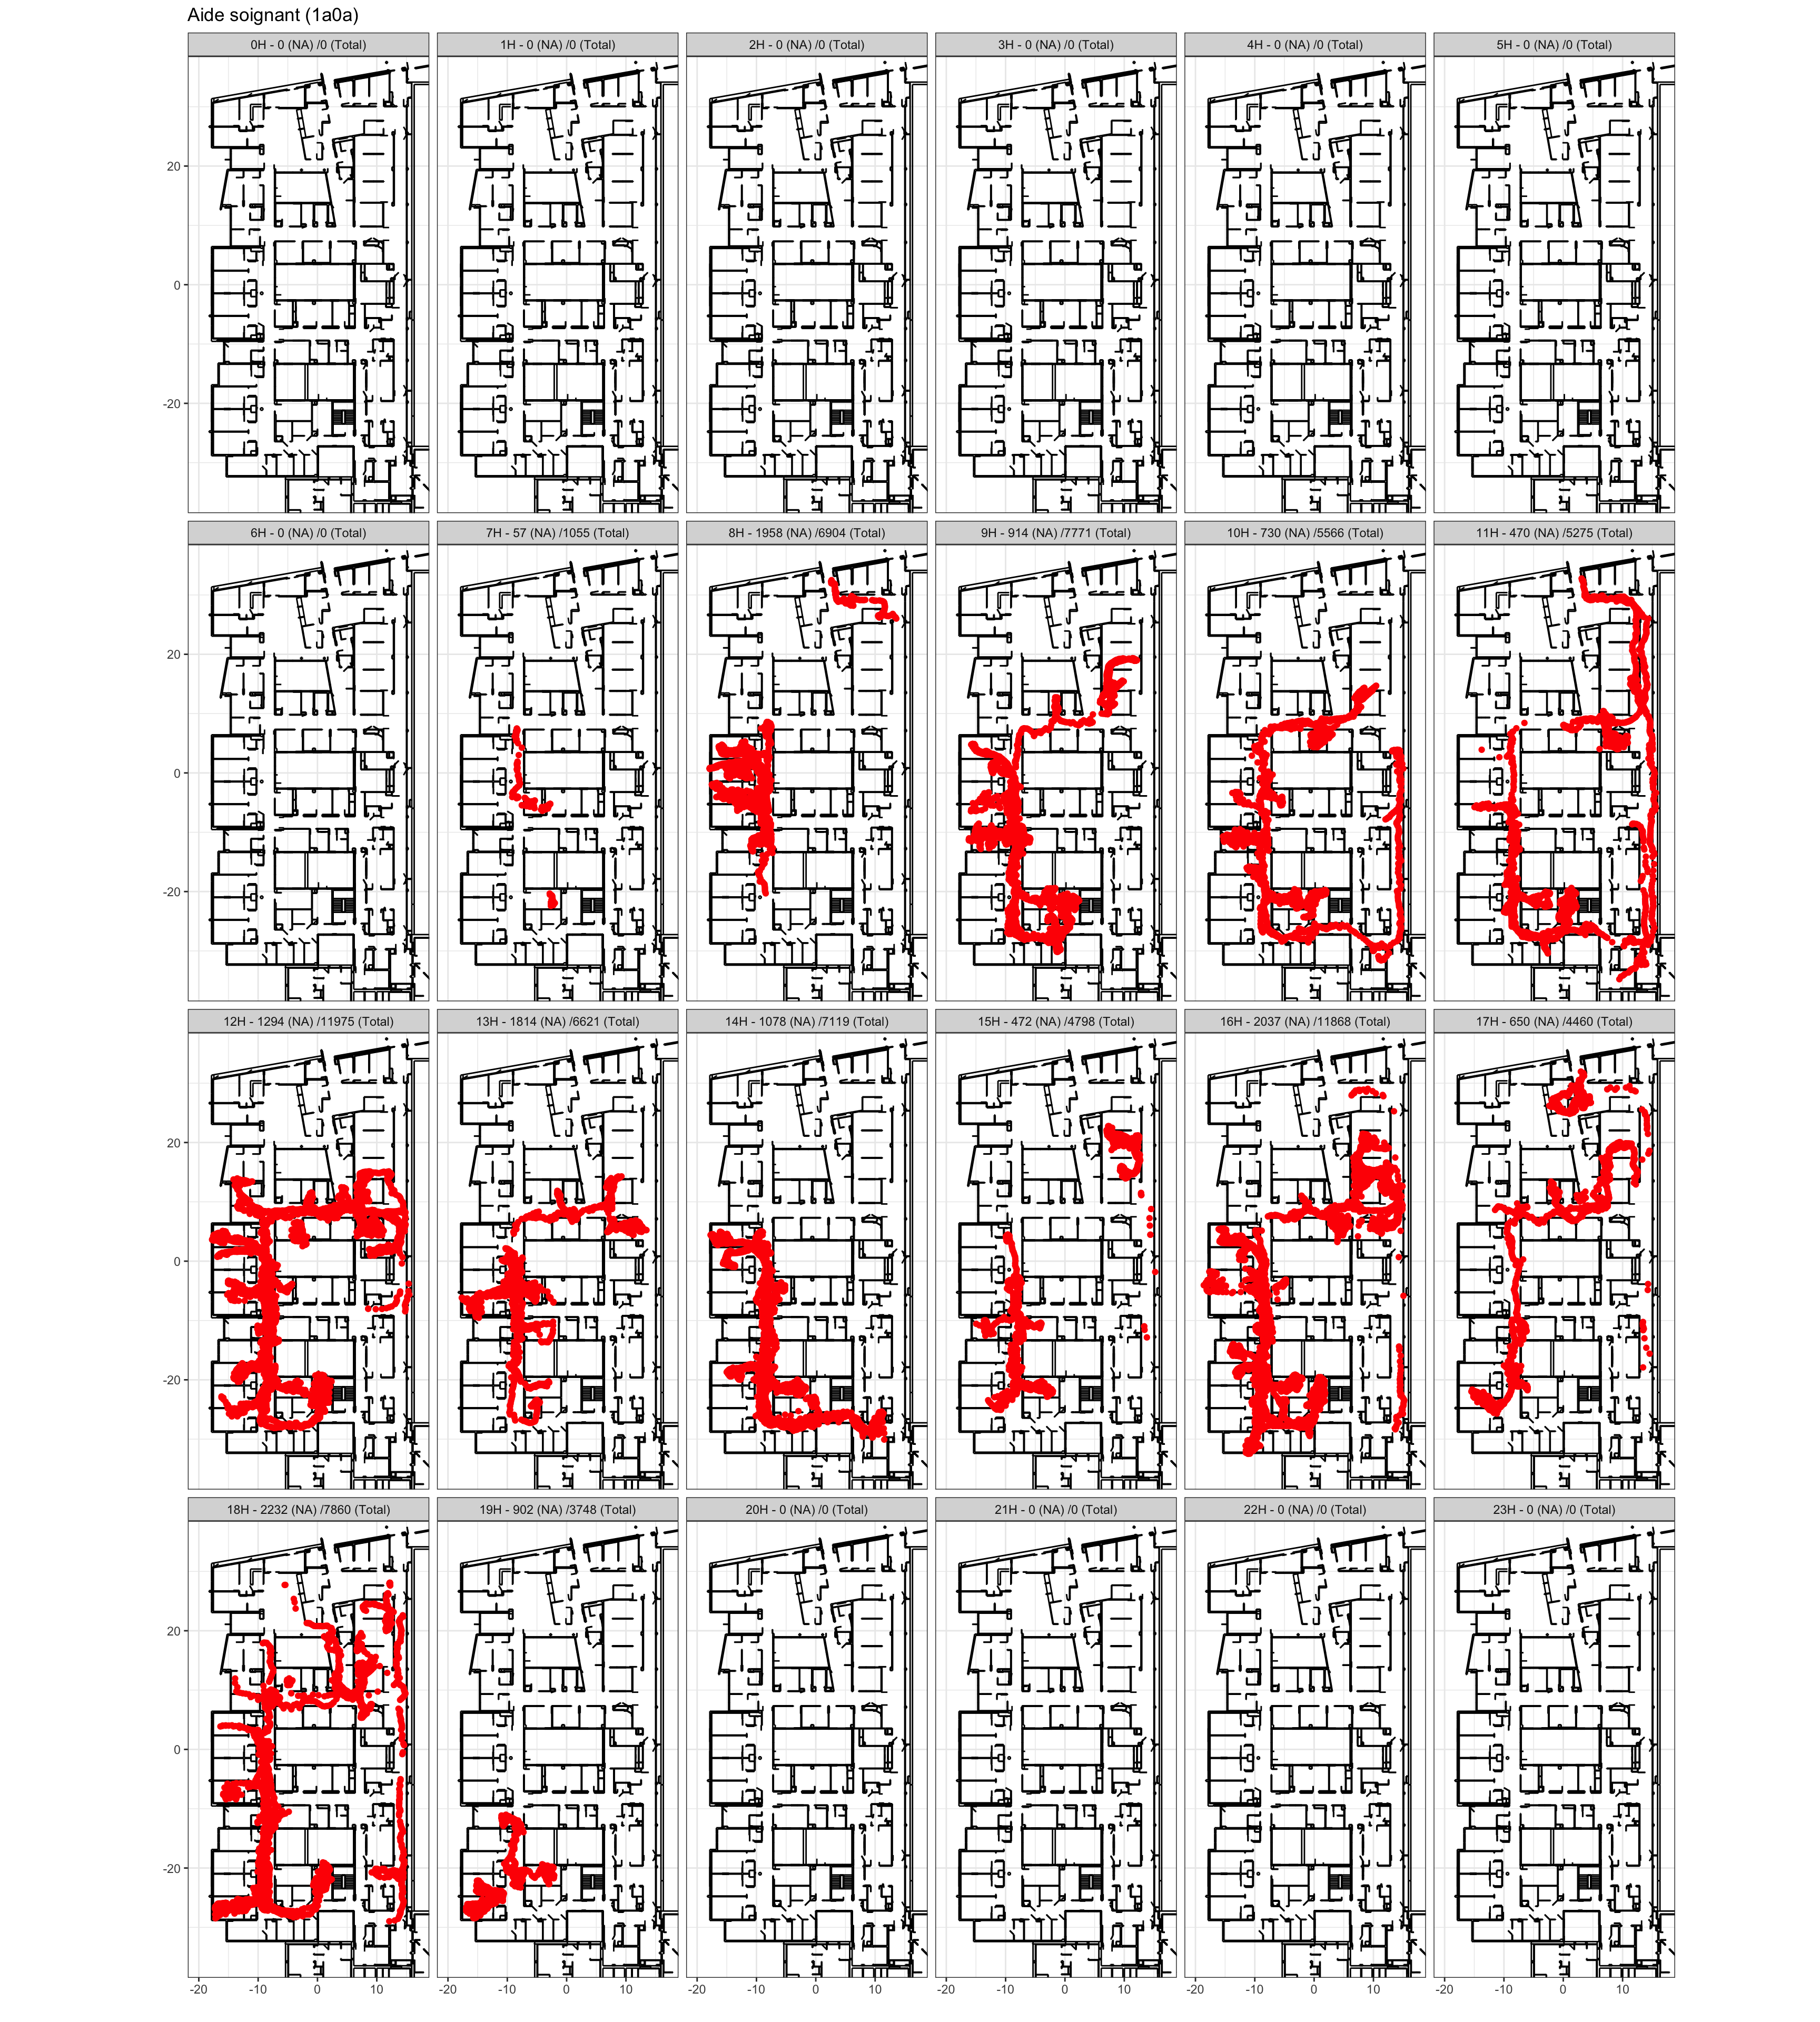 Aide soignant (1a0a)
0H - 0 (NA) /0 (Total)
1H - 0 (NA) /0 (Total)
2H - 0 (NA) /0 (Total)
3H - 0 (NA) /0 (Total)
4H - 0 (NA) /0 (Total)
5H - 0 (NA) /0 (Total)
20
0
-20
6H - 0 (NA) /0 (Total)
7H - 57 (NA) /1055 (Total)
8H - 1958 (NA) /6904 (Total)
9H - 914 (NA) /7771 (Total)
10H - 730 (NA) /5566 (Total)
11H - 470 (NA) /5275 (Total)
20
0
-20
12H - 1294 (NA) /11975 (Total)
13H - 1814 (NA) /6621 (Total)
14H - 1078 (NA) /7119 (Total)
15H - 472 (NA) /4798 (Total)
16H - 2037 (NA) /11868 (Total)
17H - 650 (NA) /4460 (Total)
20
0
-20
18H - 2232 (NA) /7860 (Total)
19H - 902 (NA) /3748 (Total)
20H - 0 (NA) /0 (Total)
21H - 0 (NA) /0 (Total)
22H - 0 (NA) /0 (Total)
23H - 0 (NA) /0 (Total)
20
0
-20
-20 -10 0 10
-20 -10 0 10
-20 -10 0 10
-20 -10 0 10
-20 -10 0 10
-20 -10 0 10